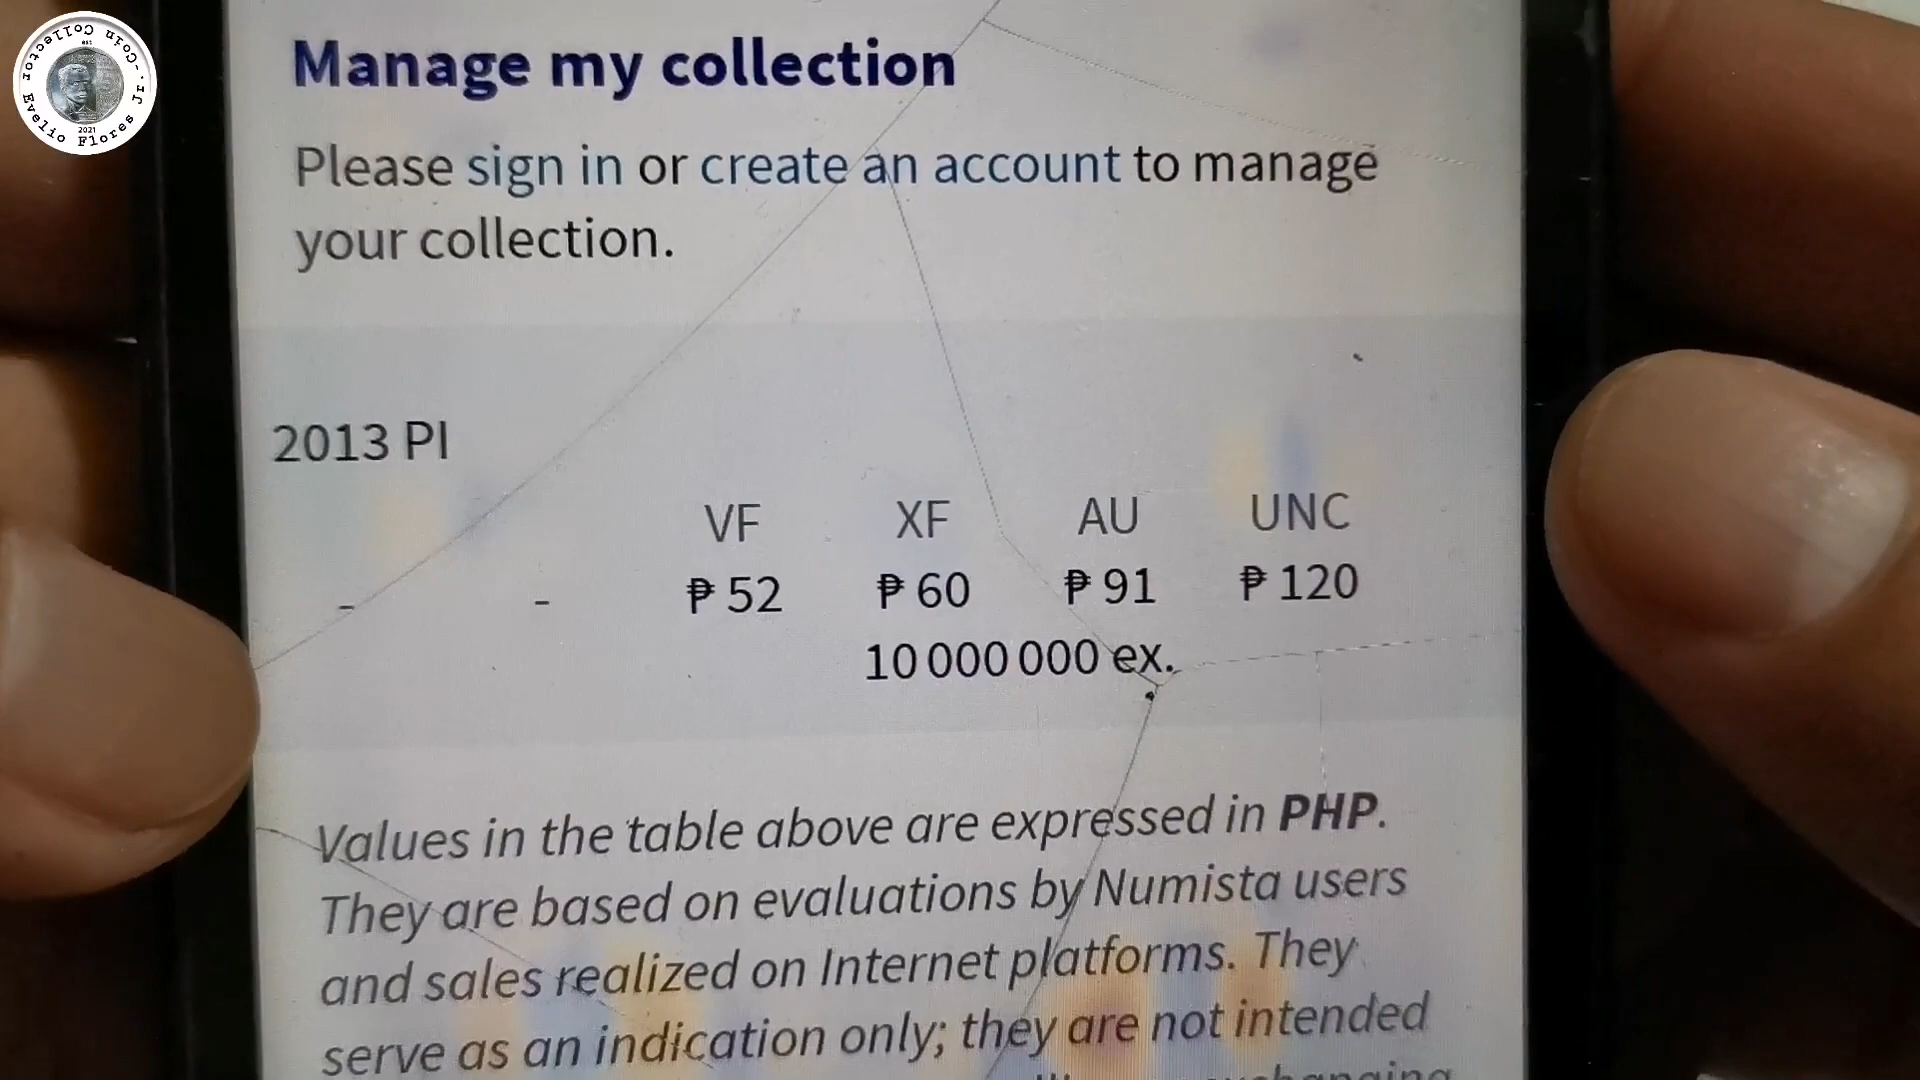 Coin Collector Evelio Flores Jr.
2021
Manage my collection
Please sign in or create an account to manage
your collection.
2013 PI
VF XF AU UNC
- - ₱ 52 ₱ 60 ₱ 91 ₱ 120
10 000 000 ex.
Values in the table above are expressed in PHP.
They are based on evaluations by Numista users
and sales realized on Internet platforms. They
serve as an indication only; they are not intended